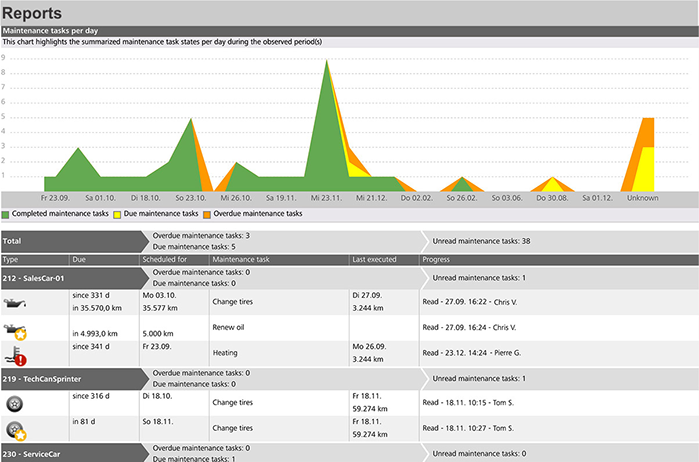 Reports
Maintenance tasks per day
This chart highlights the summarized maintenance task states per day during the observed period(s)
9
8
7
6
5
4
3
2
1
Fr 23.09. Sa 01.10. Di 18.10. So 23.10. Mi 26.10. Sa 19.11. Mi 23.11. Mi 21.12. Do 02.02. So 26.02. So 03.06. Do 30.08. Sa 01.12. Unknown
Completed maintenance tasks Due maintenance tasks Overdue maintenance tasks
Total
Overdue maintenance tasks: 3
Due maintenance tasks: 5
Unread maintenance tasks: 38
Type Due Scheduled for Maintenance task Last executed Progress
212 - SalesCar-01
Overdue maintenance tasks: 0
Due maintenance tasks: 0
Unread maintenance tasks: 1
since 331 d
in 35.570,0 km
Mo 03.10.
35.577 km
Change tires
Di 27.09.
3.244 km
Read - 27.09. 16:22 - Chris V.
in 4.993,0 km
5.000 km
Renew oil
Read - 27.09. 16:24 - Chris V.
since 341 d
Fr 23.09.
Heating
Mo 26.09.
3.244 km
Read - 23.12. 14:24 - Pierre G.
219 - TechCanSprinter
Overdue maintenance tasks: 0
Due maintenance tasks: 0
Unread maintenance tasks: 1
since 316 d
Di 18.10.
Change tires
Fr 18.11.
59.274 km
Read - 18.11. 10:15 - Tom S.
in 81 d
So 18.11.
Change tires
Fr 18.11.
59.274 km
Read - 18.11. 10:27 - Tom S.
230 - ServiceCar
Overdue maintenance tasks: 0
Due maintenance tasks: 1
Unread maintenance tasks: 0